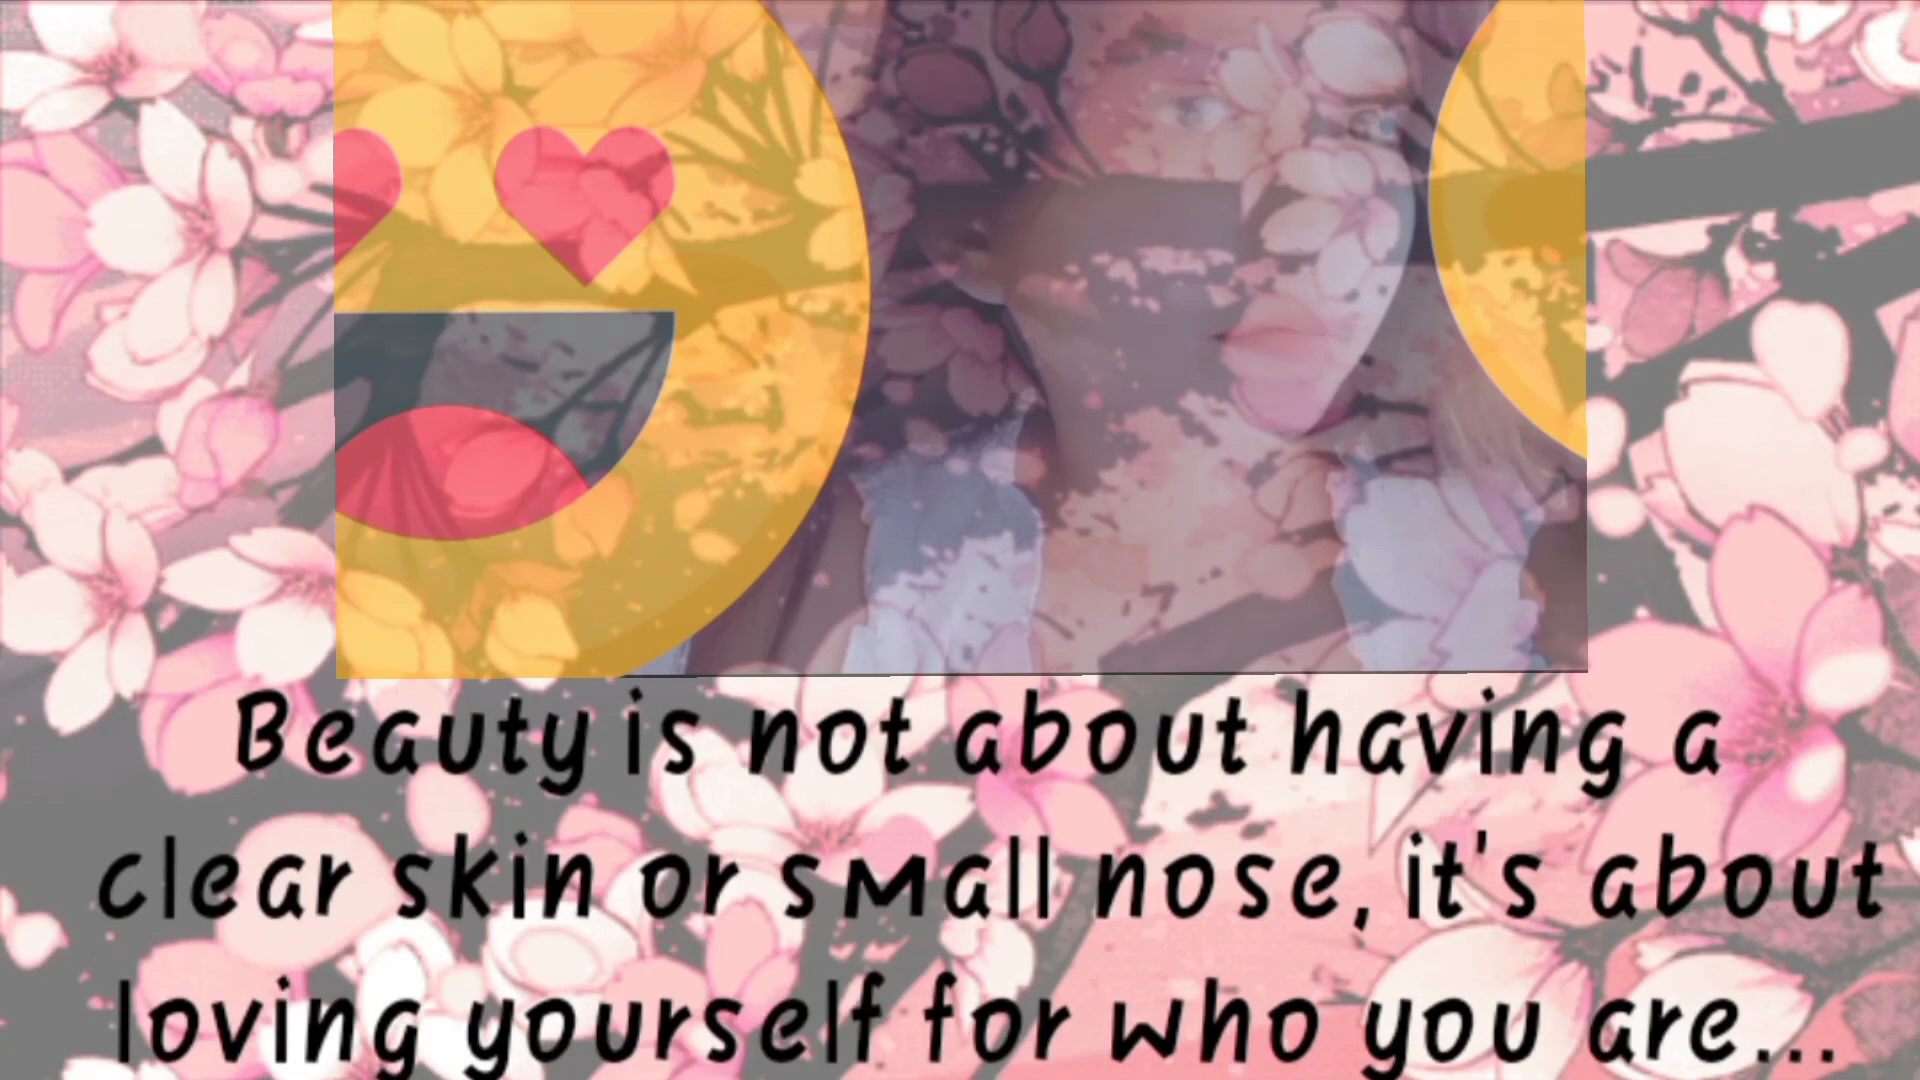 Beauty is not about having a
clear skin or small nose, it's about
loving yourself for who you are...